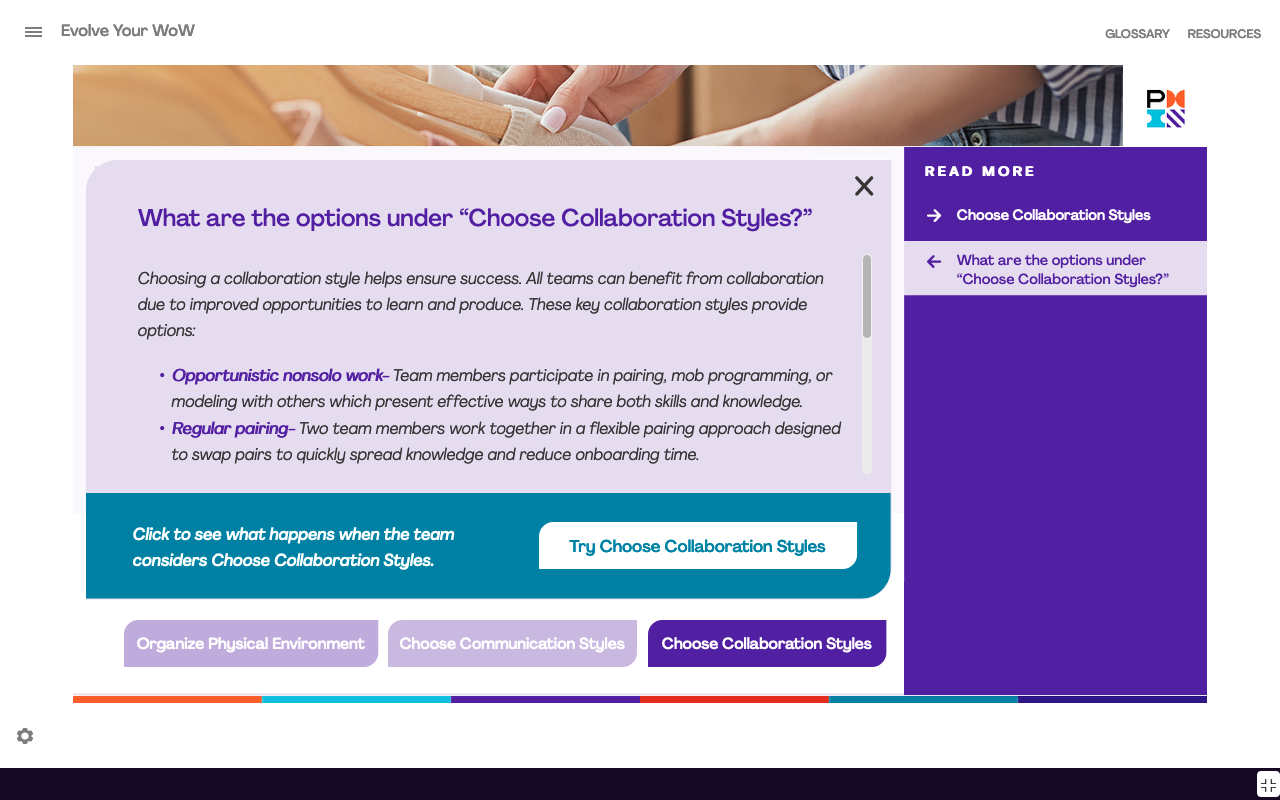 Evolve Your WoW
GLOSSARY
RESOURCES
PM
What are the options under “Choose Collaboration Styles?”
Choosing a collaboration style helps ensure success. All teams can benefit from collaboration
due to improved opportunities to learn and produce. These key collaboration styles provide
options:
• Opportunistic nonsolo work– Team members participate in pairing, mob programming, or
modeling with others which present effective ways to share both skills and knowledge.
• Regular pairing– Two team members work together in a flexible pairing approach designed
to swap pairs to quickly spread knowledge and reduce onboarding time.
Click to see what happens when the team
considers Choose Collaboration Styles.
Try Choose Collaboration Styles
Organize Physical Environment
Choose Communication Styles
Choose Collaboration Styles
READ MORE
Choose Collaboration Styles
What are the options under
“Choose Collaboration Styles?”